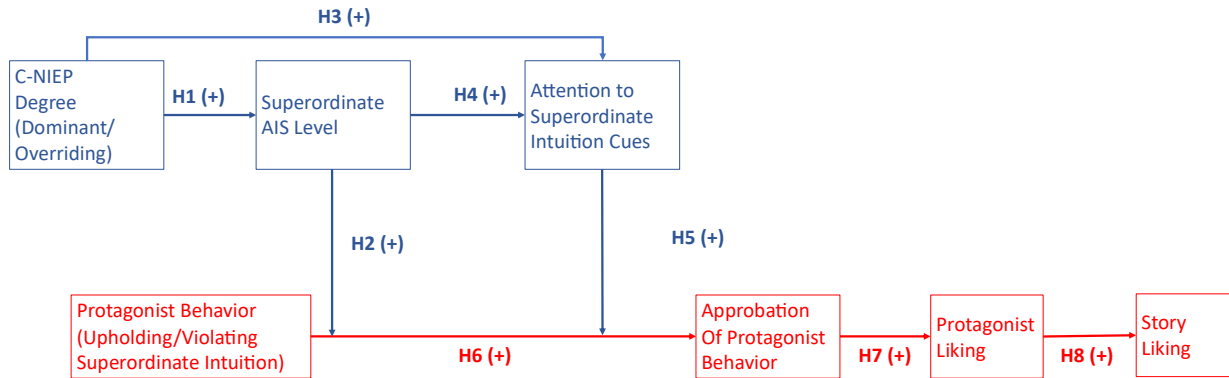 H3 (+)
C-NIEP
Degree
(Dominant/
Overriding)
H1 (+)
Superordinate
AIS Level
H4 (+)
Attention to
Superordinate
Intuition Cues
H2 (+)
H5 (+)
Protagonist Behavior
(Upholding/Violating
Superordinate Intuition)
H6 (+)
Approbation
Of Protagonist
Behavior
H7 (+)
Protagonist
Liking
H8 (+)
Story
Liking